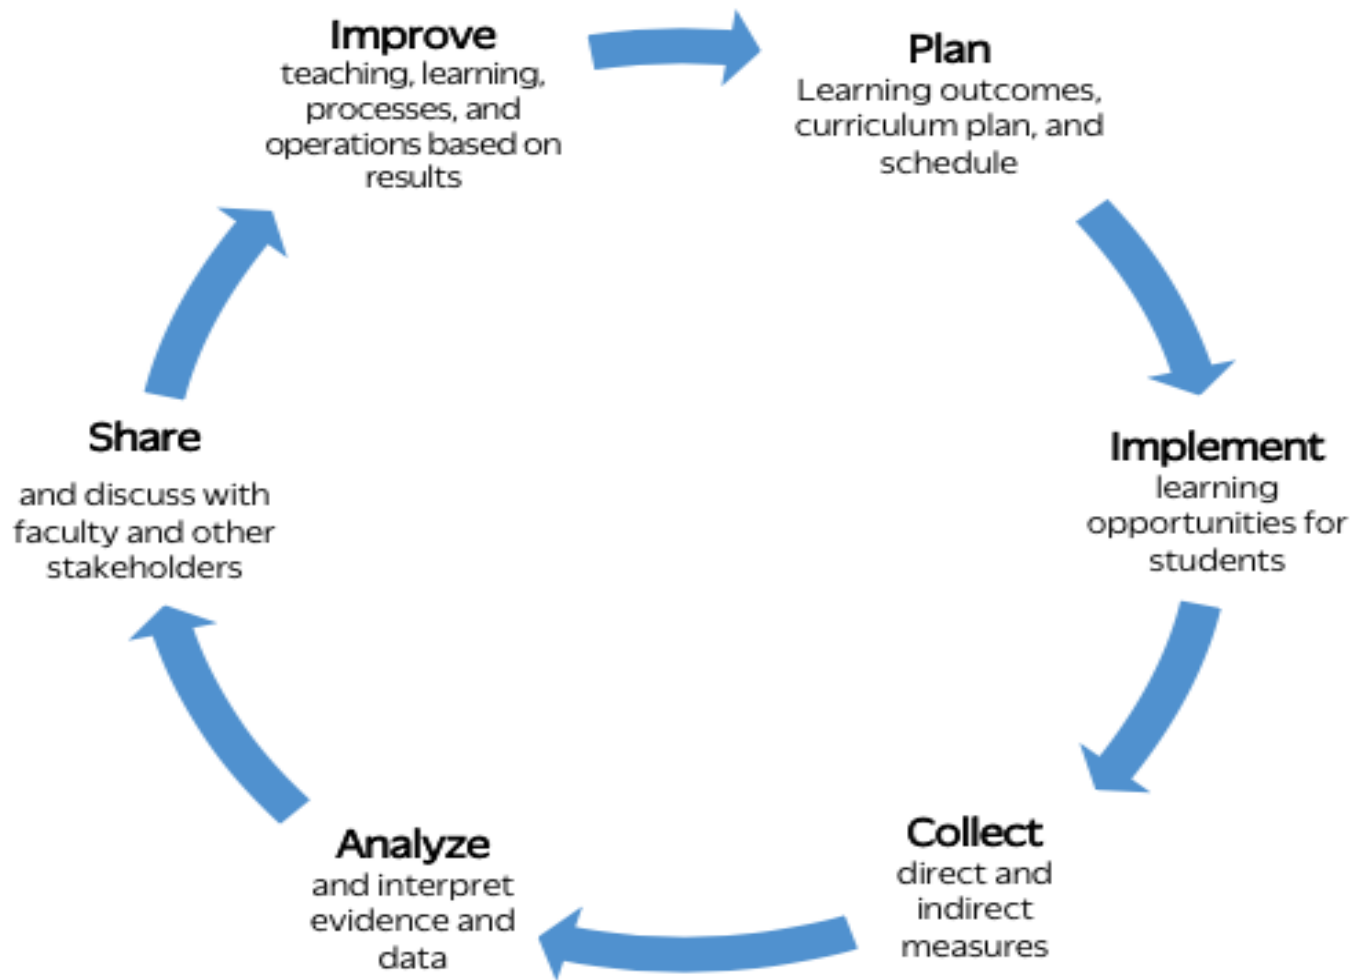 Improve
teaching, learning,
processes, and
operations based on
results
Plan
Learning outcomes,
curriculum plan, and
schedule
Implement
learning
opportunities for
students
Collect
direct and
indirect
measures
Analyze
and interpret
evidence and
data
Share
and discuss with
faculty and other
stakeholders